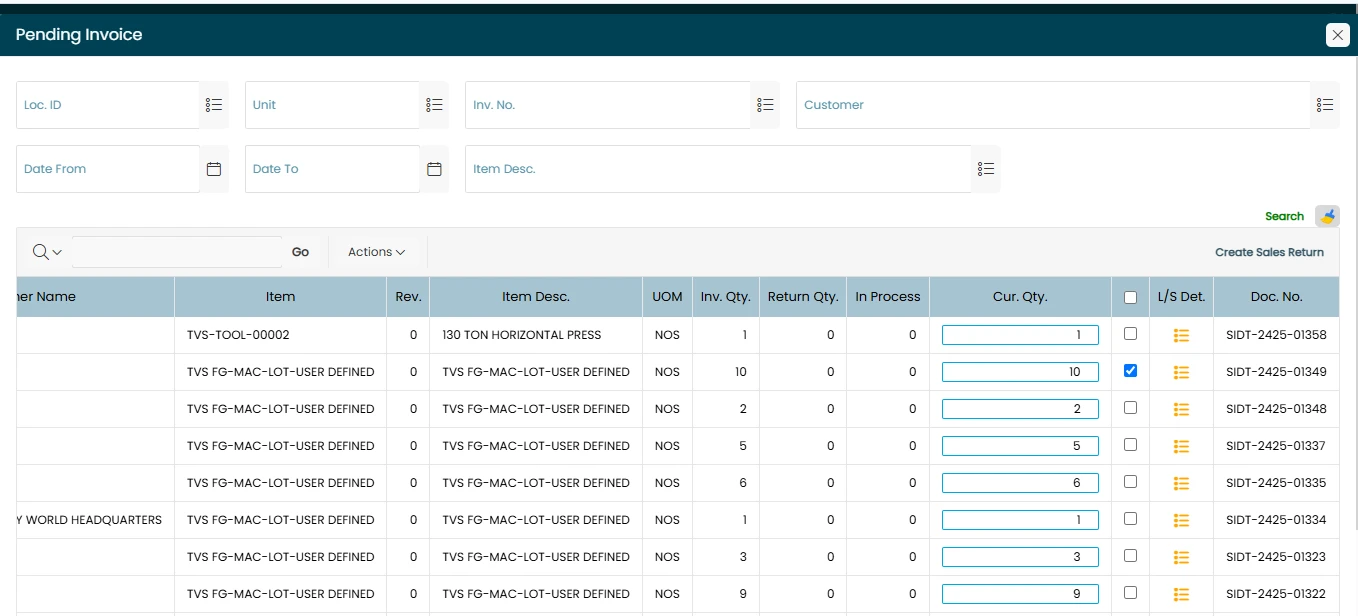 Pending Invoice
Loc. ID Unit Inv. No. Customer
Date From Date To Item Desc.
Search
Go Actions Create Sales Return
er Name Item Rev. Item Desc. UOM Inv. Qty. Return Qty. In Process Cur. Qty. L/S Det. Doc. No.
TVS-TOOL-00002 0 130 TON HORIZONTAL PRESS NOS 1 0 0 1 SIDT-2425-01358
TVS FG-MAC-LOT-USER DEFINED 0 TVS FG-MAC-LOT-USER DEFINED NOS 10 0 0 10 SIDT-2425-01349
TVS FG-MAC-LOT-USER DEFINED 0 TVS FG-MAC-LOT-USER DEFINED NOS 2 0 0 2 SIDT-2425-01348
TVS FG-MAC-LOT-USER DEFINED 0 TVS FG-MAC-LOT-USER DEFINED NOS 5 0 0 5 SIDT-2425-01337
TVS FG-MAC-LOT-USER DEFINED 0 TVS FG-MAC-LOT-USER DEFINED NOS 6 0 0 6 SIDT-2425-01335
Y WORLD HEADQUARTERS TVS FG-MAC-LOT-USER DEFINED 0 TVS FG-MAC-LOT-USER DEFINED NOS 1 0 0 1 SIDT-2425-01334
TVS FG-MAC-LOT-USER DEFINED 0 TVS FG-MAC-LOT-USER DEFINED NOS 3 0 0 3 SIDT-2425-01323
TVS FG-MAC-LOT-USER DEFINED 0 TVS FG-MAC-LOT-USER DEFINED NOS 9 0 0 9 SIDT-2425-01322